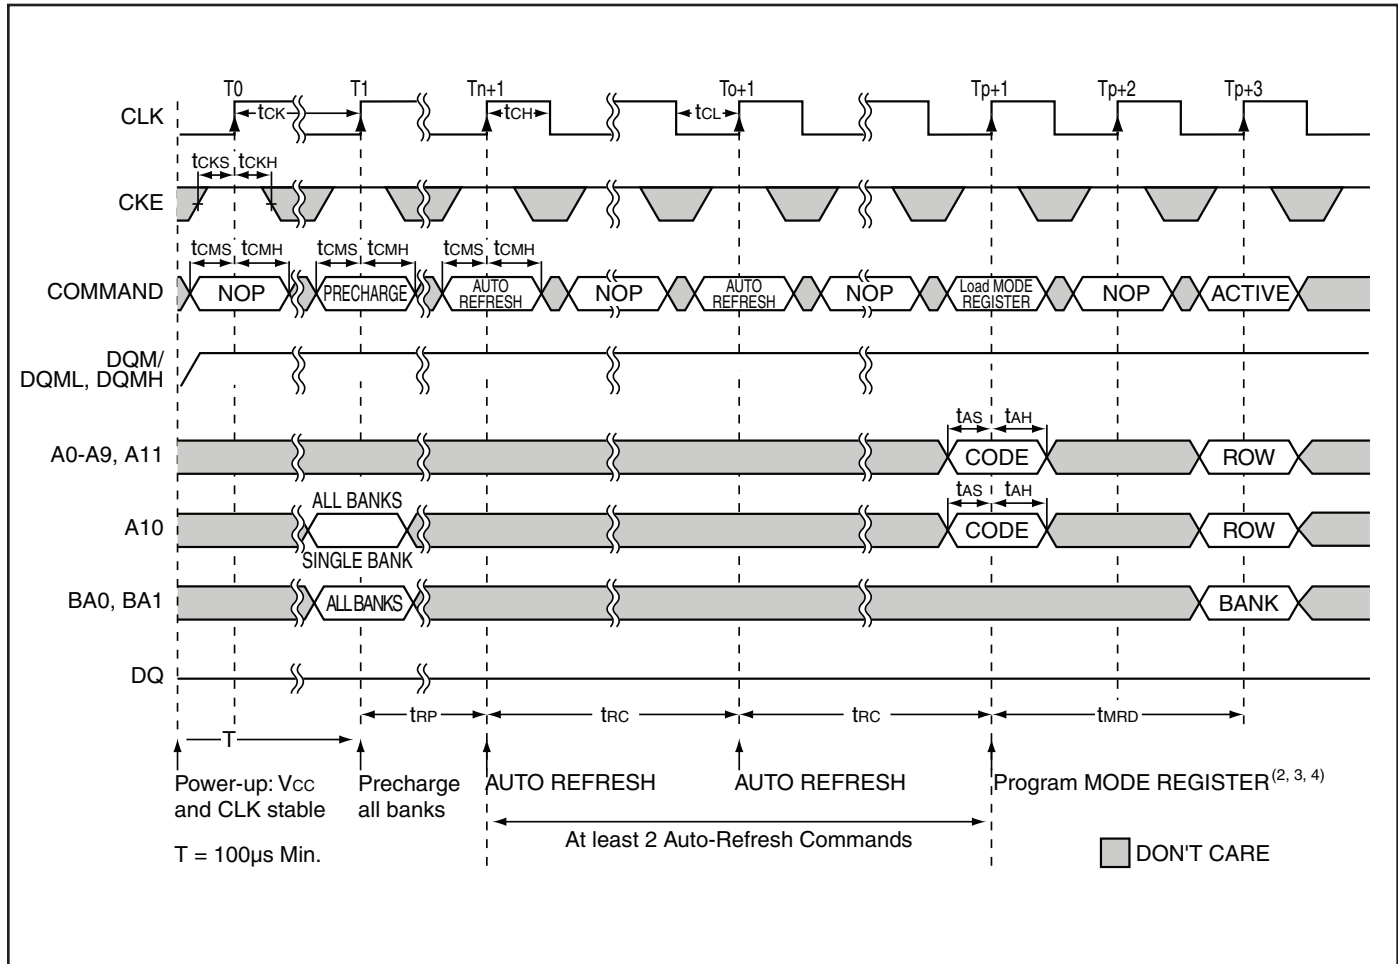 T0 T1 Tn+1 To+1 Tp+1 Tp+2 Tp+3
CLK tCK tCH tCL
tCKS tCKH
CKE
tCMS tCMH tCMS tCMH tCMS tCMH
COMMAND NOP PRECHARGE AUTO REFRESH NOP AUTO REFRESH NOP Load MODE REGISTER NOP ACTIVE
DQM/
DQML, DQMH
tAS tAH
A0-A9, A11 CODE ROW
ALL BANKS tAS tAH
A10 CODE ROW
SINGLE BANK
BA0, BA1 ALL BANKS BANK
DQ
tRP tRC tRC tMRD
T
Power-up: VCC
and CLK stable
Precharge
all banks
AUTO REFRESH
AUTO REFRESH
Program MODE REGISTER(2, 3, 4)
At least 2 Auto-Refresh Commands
T = 100µs Min.
DON'T CARE